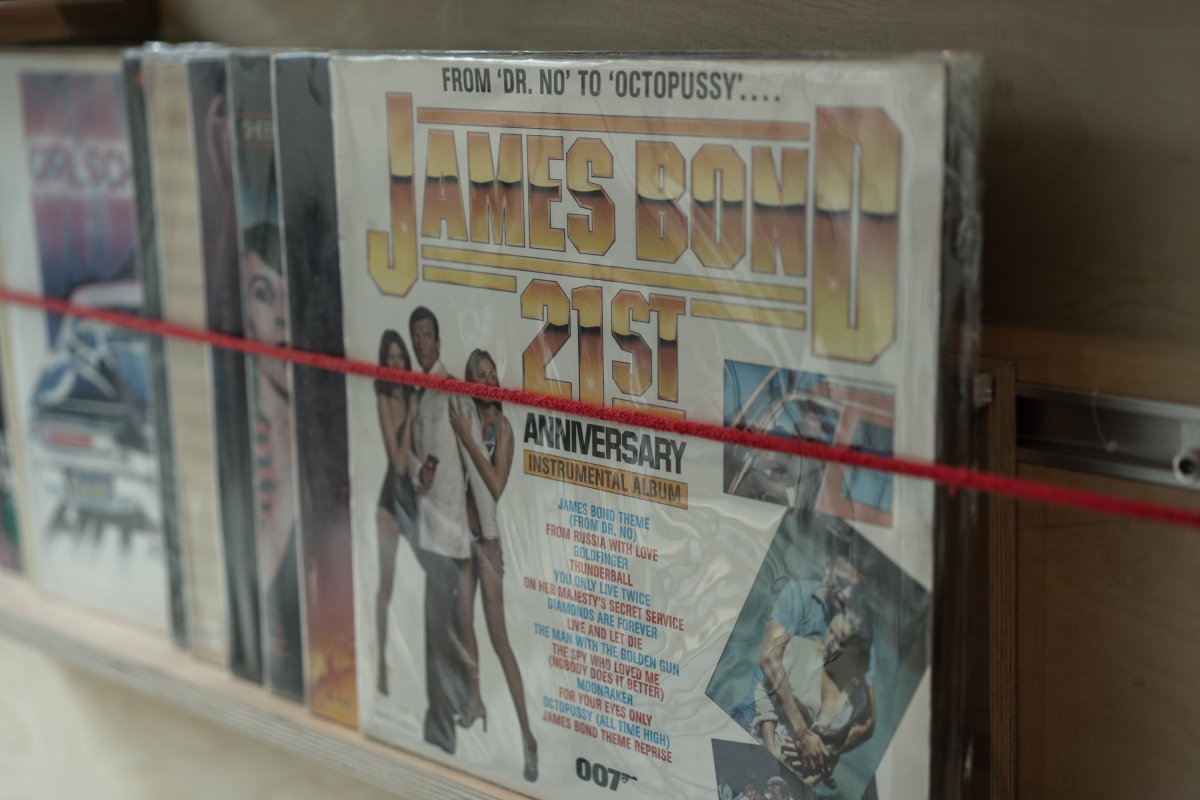 FROM 'DR. NO' TO 'OCTOPUSSY'....
JAMES BOND
21ST
ANNIVERSARY
INSTRUMENTAL ALBUM
JAMES BOND THEME
(FROM DR. NO)
FROM RUSSIA WITH LOVE
GOLDFINGER
THUNDERBALL
YOU ONLY LIVE TWICE
ON HER MAJESTY'S SECRET SERVICE
DIAMONDS ARE FOREVER
LIVE AND LET DIE
THE MAN WITH THE GOLDEN GUN
THE SPY WHO LOVED ME
(NOBODY DOES IT BETTER)
MOONRAKER
FOR YOUR EYES ONLY
OCTOPUSSY (ALL TIME HIGH)
JAMES BOND THEME REPRISE
007